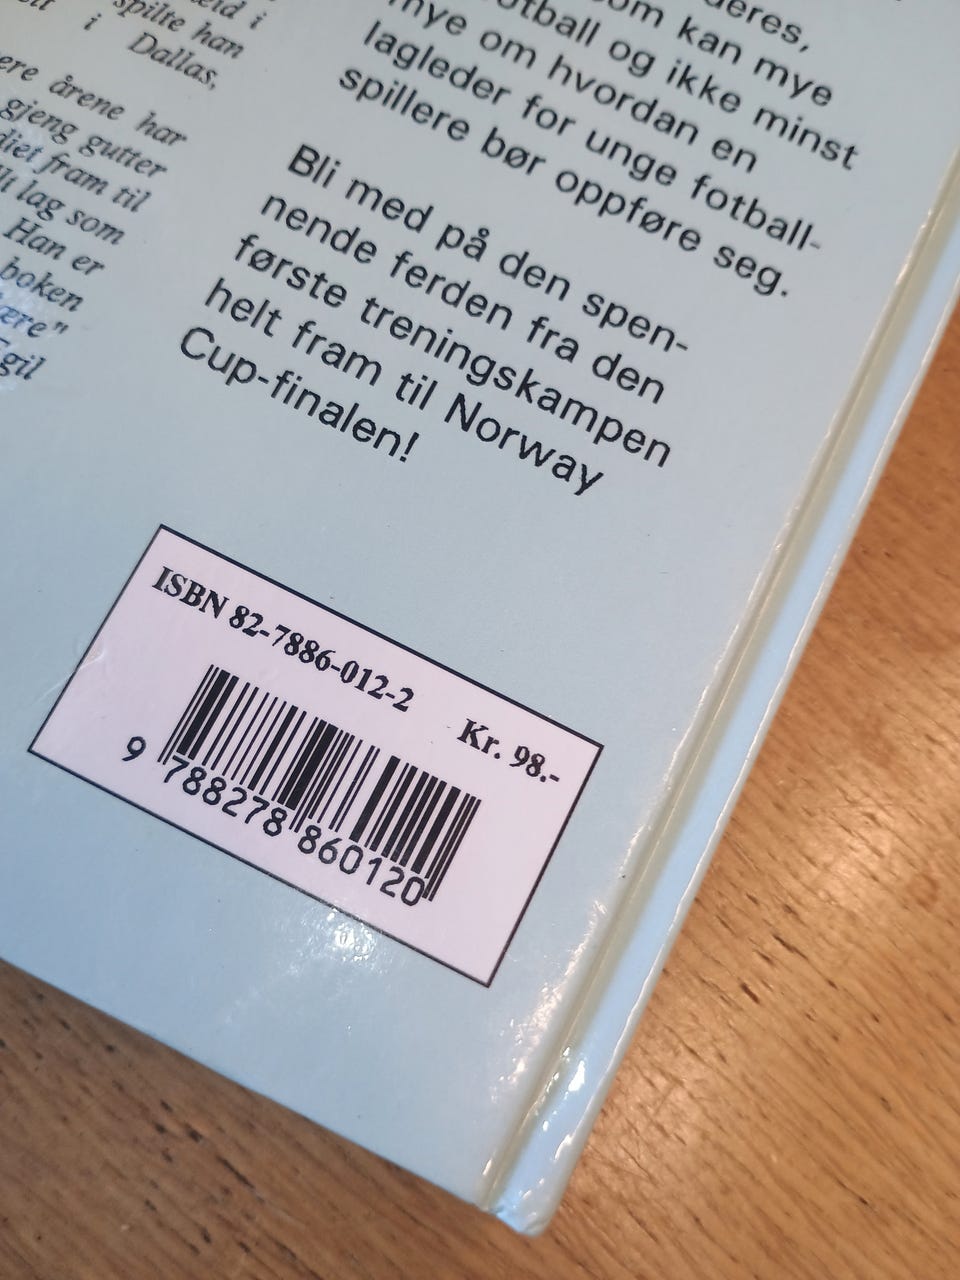 spilte han
i Dallas,
årene har
gjeng gutter
fram til
lag som
Han er
boken
deres,
som kan mye
fotball og ikke minst
mye om hvordan en
lagleder for unge fotball-
spillere bør oppføre seg.
Bli med på den spen-
nende ferden fra den
første treningskampen
helt fram til Norway
Cup-finalen!
ISBN 82-7886-012-2 Kr. 98.-
9 788278 860120